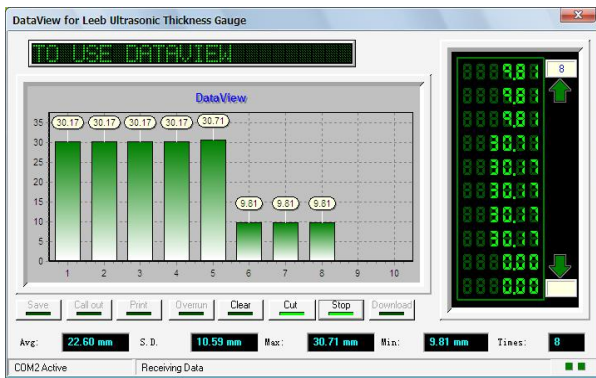 DataView for Leeb Ultrasonic Thickness Gauge
TO USE DATAVIEW
DataView
35
30
25
20
15
10
5
0
30.17 30.17 30.17 30.17 30.71 9.81 9.81 9.81
1 2 3 4 5 6 7 8 9 10
9.81
9.81
9.81
30.71
30.17
30.17
30.17
30.17
0.00
0.00
8
Save Call out Print Overrun Clear Cut Stop Download
Avg: 22.60 mm S.D. 10.59 mm Max: 30.71 mm Min: 9.81 mm Times: 8
COM2 Active Receiving Data